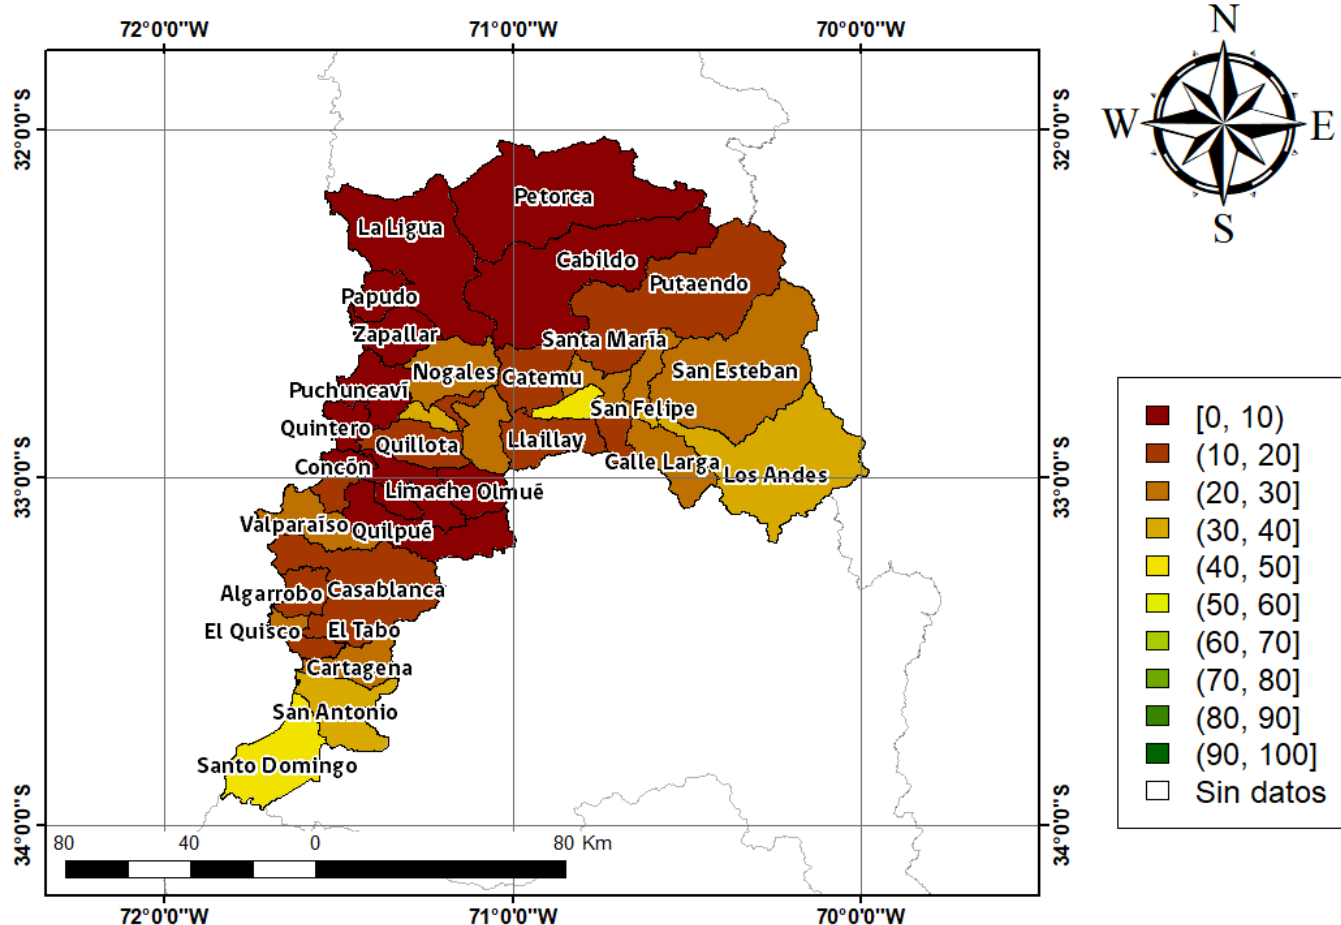 72°0'0"W
71°0'0"W
70°0'0"W
N
W
E
S
32°0'0"S
32°0'0"S
Petorca
La Ligua
Cabildo
Putaendo
Papudo
Zapallar
Santa María
Nogales
Catemu
San Esteban
Puchuncaví
San Felipe
Quintero
Quillota
Llaillay
Concón
Calle Larga
Los Andes
33°0'0"S
33°0'0"S
Limache
Olmué
Valparaíso
Quilpué
Algarrobo
Casablanca
El Quisco
El Tabo
Cartagena
San Antonio
Santo Domingo
34°0'0"S
34°0'0"S
80
40
0
80 Km
72°0'0"W
71°0'0"W
70°0'0"W
[0, 10)
(10, 20]
(20, 30]
(30, 40]
(40, 50]
(50, 60]
(60, 70]
(70, 80]
(80, 90]
(90, 100]
Sin datos